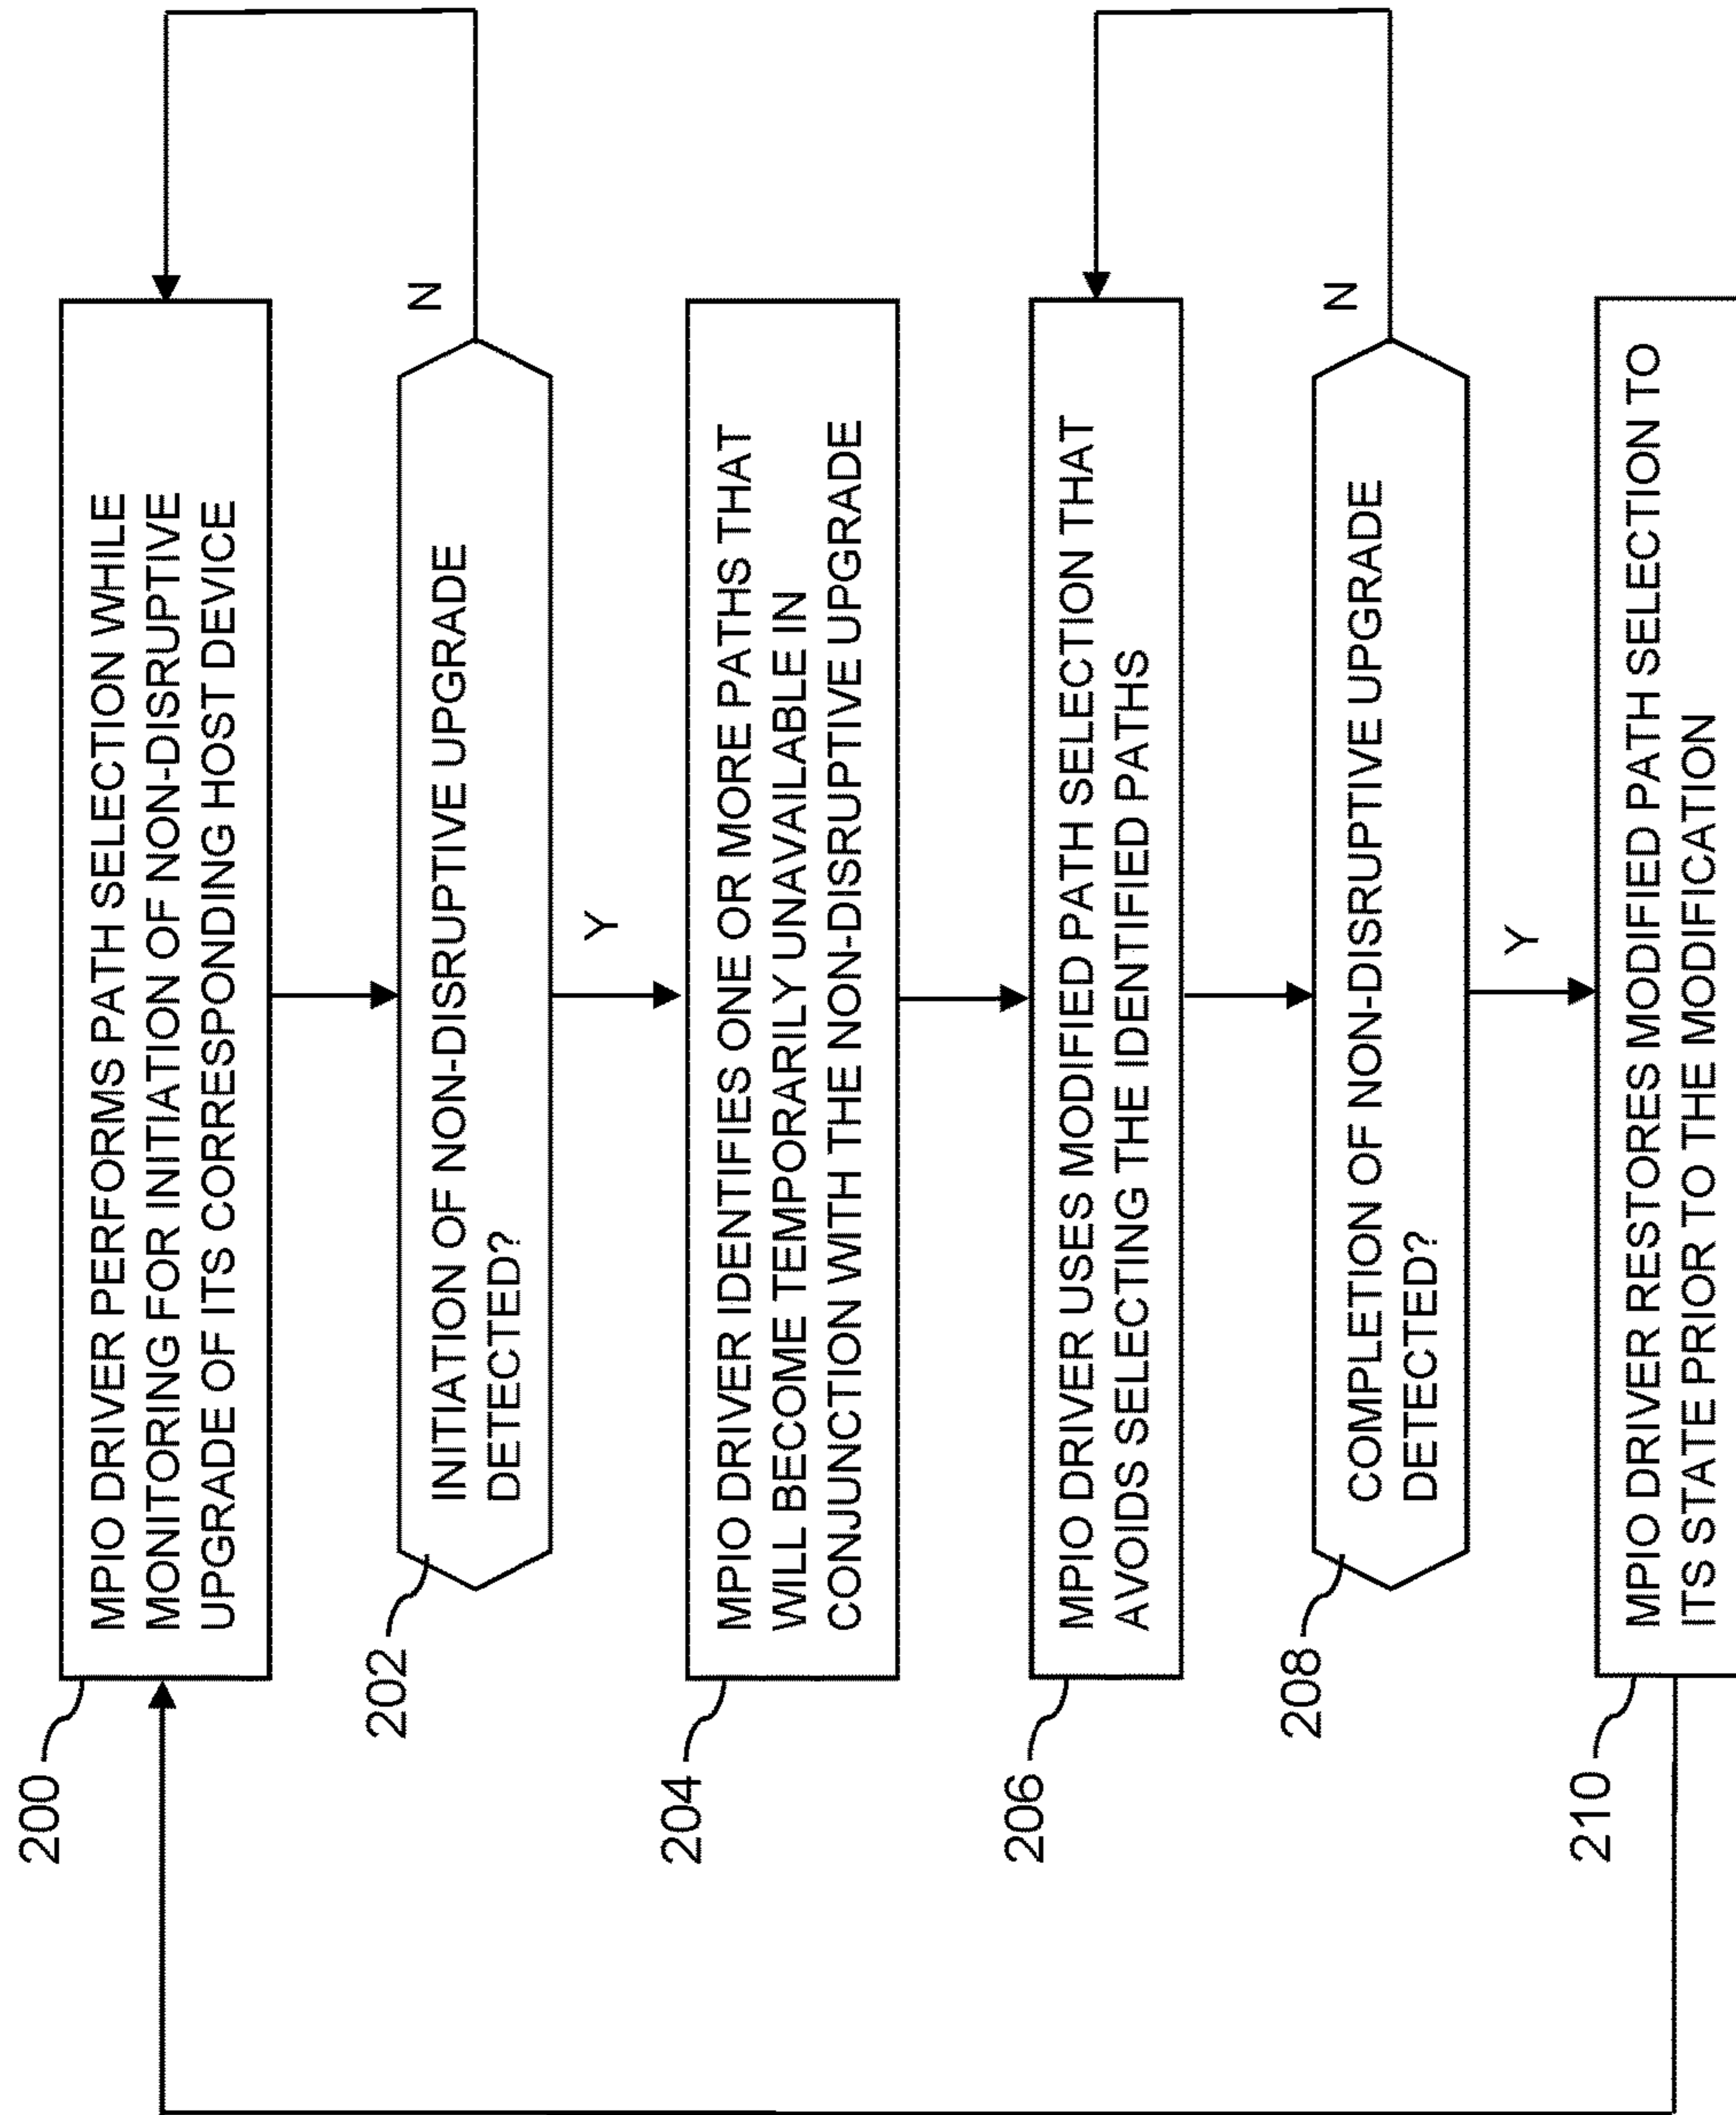 200
MPIO DRIVER PERFORMS PATH SELECTION WHILE
MONITORING FOR INITIATION OF NON-DISRUPTIVE
UPGRADE OF ITS CORRESPONDING HOST DEVICE
202
INITIATION OF NON-DISRUPTIVE UPGRADE
DETECTED?
N
Y
204
MPIO DRIVER IDENTIFIES ONE OR MORE PATHS THAT
WILL BECOME TEMPORARILY UNAVAILABLE IN
CONJUNCTION WITH THE NON-DISRUPTIVE UPGRADE
206
MPIO DRIVER USES MODIFIED PATH SELECTION THAT
AVOIDS SELECTING THE IDENTIFIED PATHS
208
COMPLETION OF NON-DISRUPTIVE UPGRADE
DETECTED?
N
Y
210
MPIO DRIVER RESTORES MODIFIED PATH SELECTION TO
ITS STATE PRIOR TO THE MODIFICATION